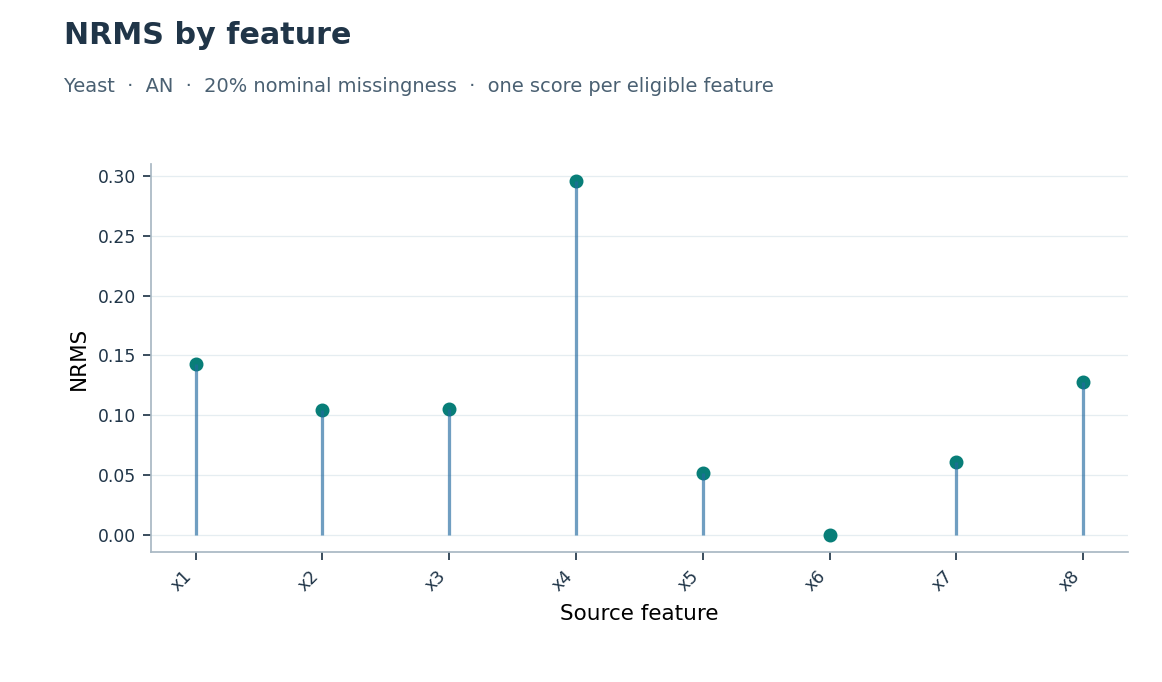 NRMS by feature
Yeast · AN · 20% nominal missingness · one score per eligible feature
0.30
0.25
0.20
0.15
0.10
0.05
0.00
NRMS
x1 x2 x3 x4 x5 x6 x7 x8
Source feature